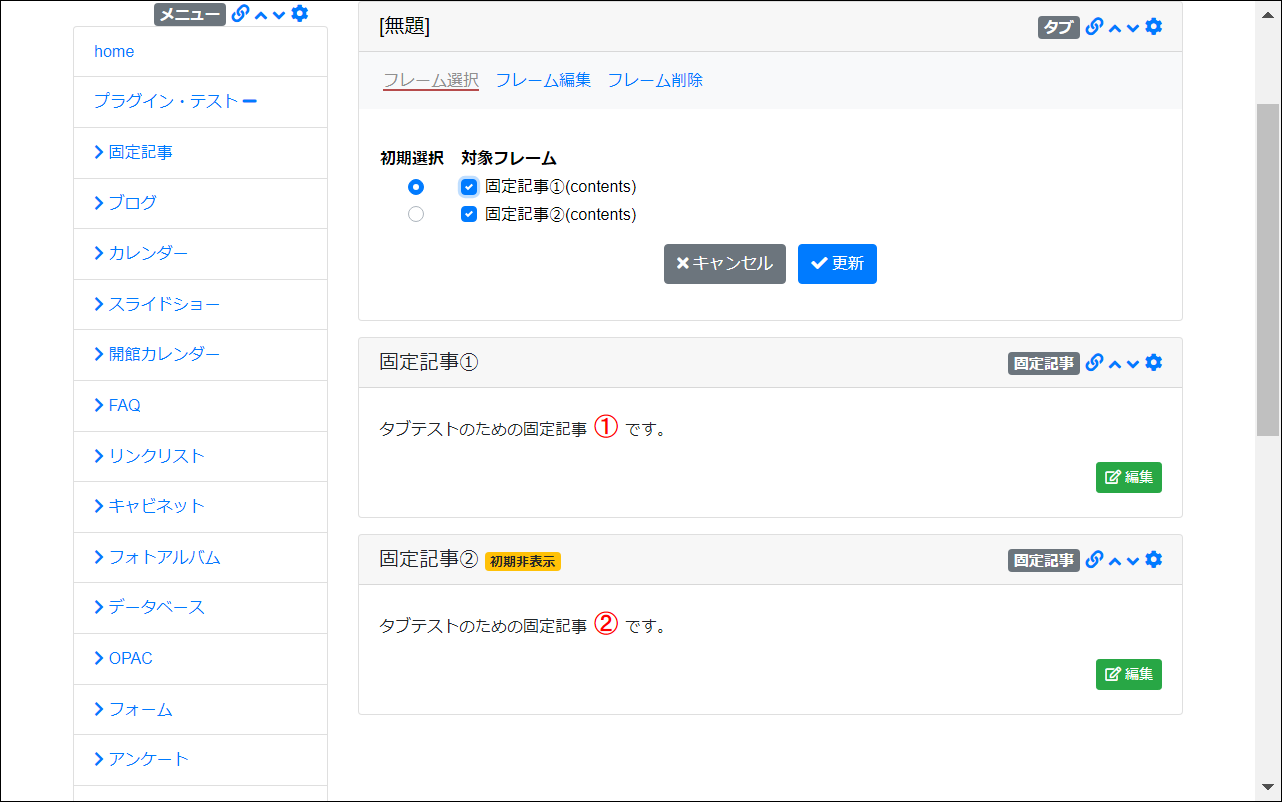 メニュー
home
プラグイン・テスト
固定記事
ブログ
カレンダー
スライドショー
開館カレンダー
FAQ
リンクリスト
キャビネット
フォトアルバム
データベース
OPAC
フォーム
アンケート
[無題] タブ
フレーム選択 フレーム編集 フレーム削除
初期選択 対象フレーム
固定記事①(contents)
固定記事②(contents)
キャンセル 更新
固定記事① 固定記事
タブテストのための固定記事 ① です。
編集
固定記事② 初期非表示 固定記事
タブテストのための固定記事 ② です。
編集